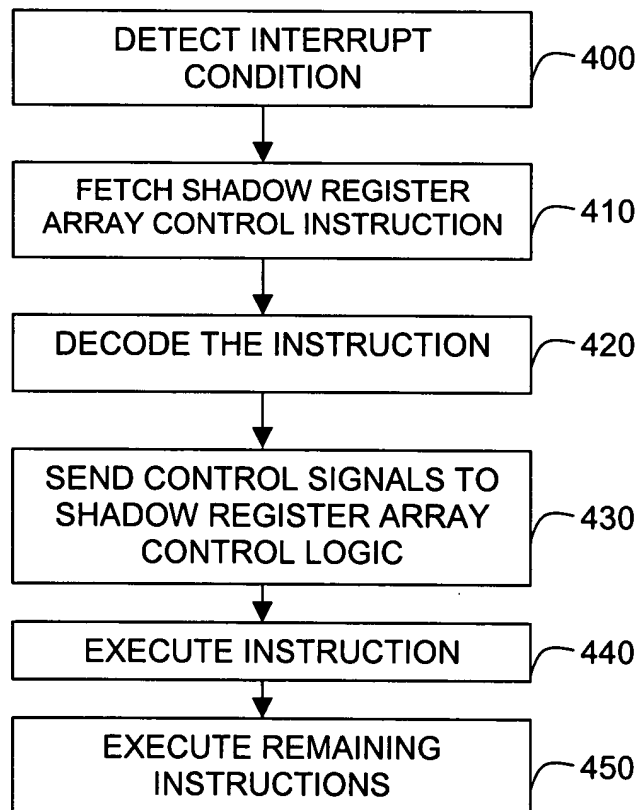 DETECT INTERRUPT
CONDITION
400
FETCH SHADOW REGISTER
ARRAY CONTROL INSTRUCTION
410
DECODE THE INSTRUCTION
420
SEND CONTROL SIGNALS TO
SHADOW REGISTER ARRAY
CONTROL LOGIC
430
EXECUTE INSTRUCTION
440
EXECUTE REMAINING
INSTRUCTIONS
450